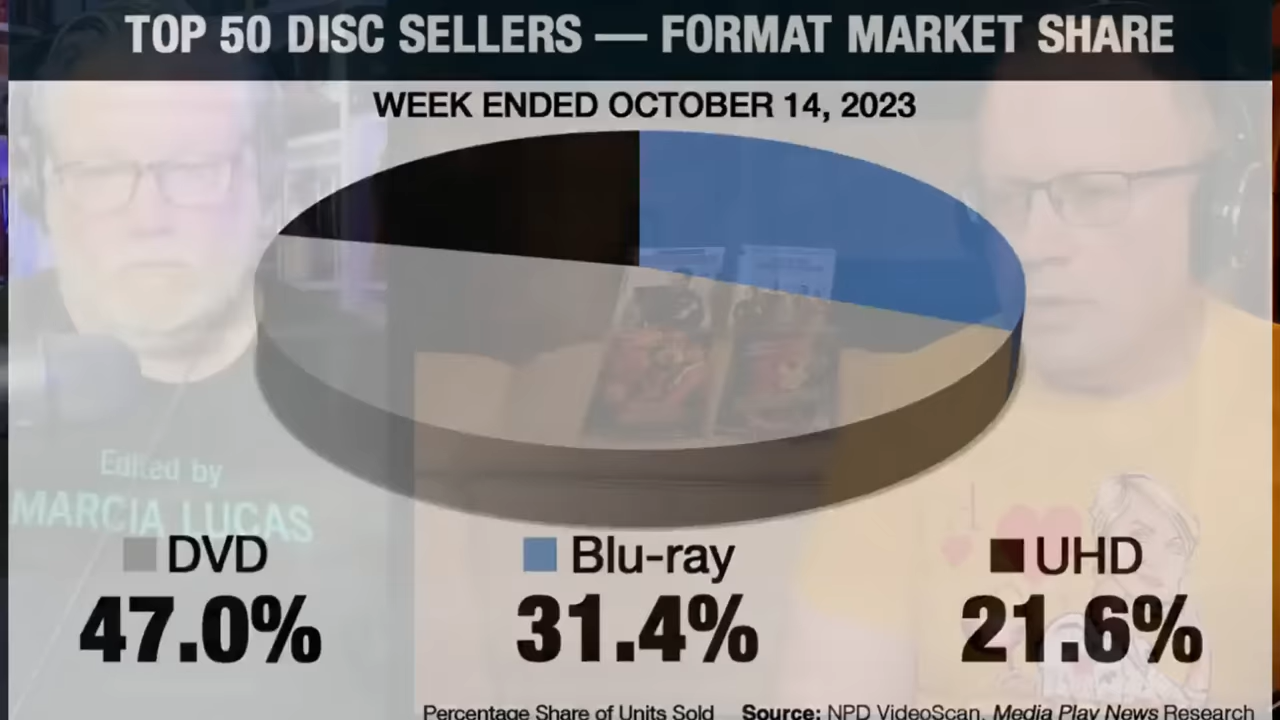 TOP 50 DISC SELLERS — FORMAT MARKET SHARE
WEEK ENDED OCTOBER 14, 2023
Edited by
MARCIA LUCAS
I
DVD
Blu-ray
UHD
47.0%
31.4%
21.6%
Percentage Share of Units Sold
Source: NPD VideoScan, Media Play News Research